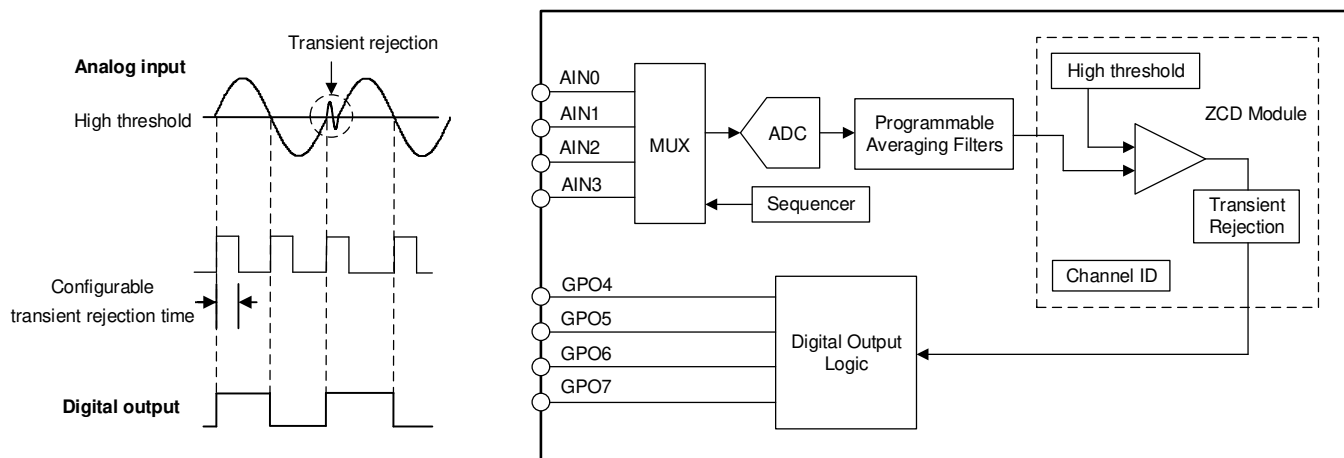 Transient rejection
Analog input
High threshold
Configurable
transient rejection time
Digital output
AIN0
AIN1
AIN2
AIN3
MUX
ADC
Programmable
Averaging Filters
Sequencer
High threshold
ZCD Module
Transient
Rejection
Channel ID
GPO4
GPO5
GPO6
GPO7
Digital Output
Logic